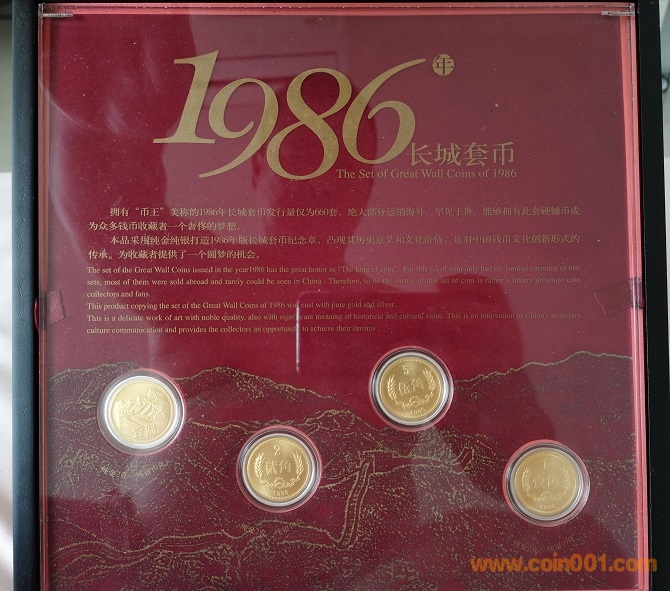 1986年
长城套币
The Set of Great Wall Coins of 1986
拥有“币王”美称的1986年长城套币发行量仅为660套，绝大部分远销海外，罕见于世。能够拥有此套硬辅币成
为众多钱币收藏者一个奢侈的梦想。
本品采用纯金纯银打造1986年版长城套币纪念章，凸现其历史意义和文化价值，是对中国钱币文化创新形式的
传承。为收藏者提供了一个圆梦的机会。
The set of the Great Wall Coins issued in the year1986 has the great honor as "The king of coin". For this set of coin only had the limited currency of 660
sets, most of them were sold abroad and rarely could be seen in China . Therefore, to be the owner of this set of coin is rather a luxury dream to coin
collectors and fans.
This product copying the set of the Great Wall Coins of 1986 was cast with pure gold and silver.
This is a delicate work of art with noble quality, also with significant meaning of historical and cultural value. This is an innovation to China's monetary
culture communication and provides the collectors an opportunity to achieve their dreams.
5
伍角
1986
壹圆
2
贰角
1986
1
壹角
1986
www.coin001.com